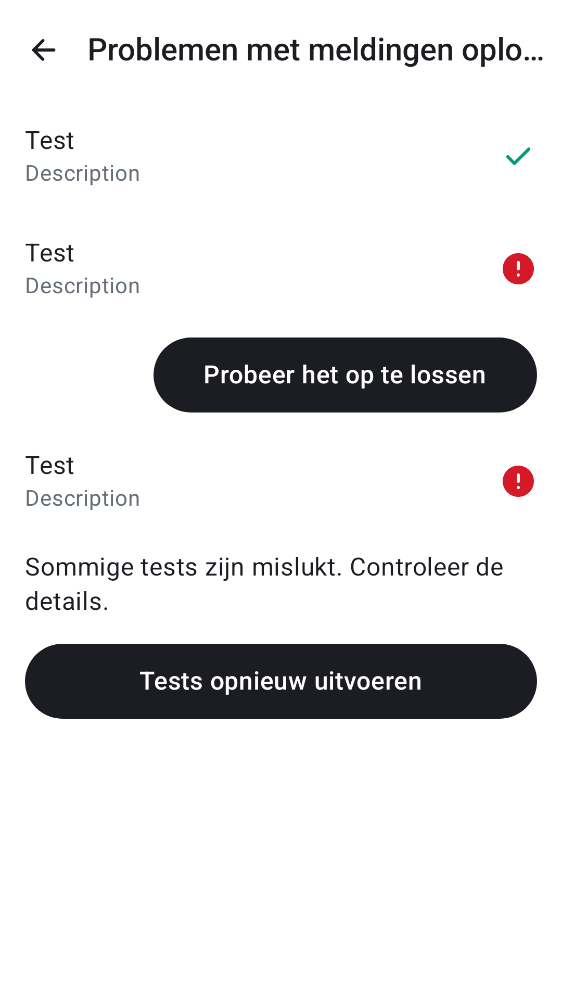 Problemen met meldingen oplo...
Test
Description
Test
Description
Probeer het op te lossen
Test
Description
Sommige tests zijn mislukt. Controleer de
details.
Tests opnieuw uitvoeren